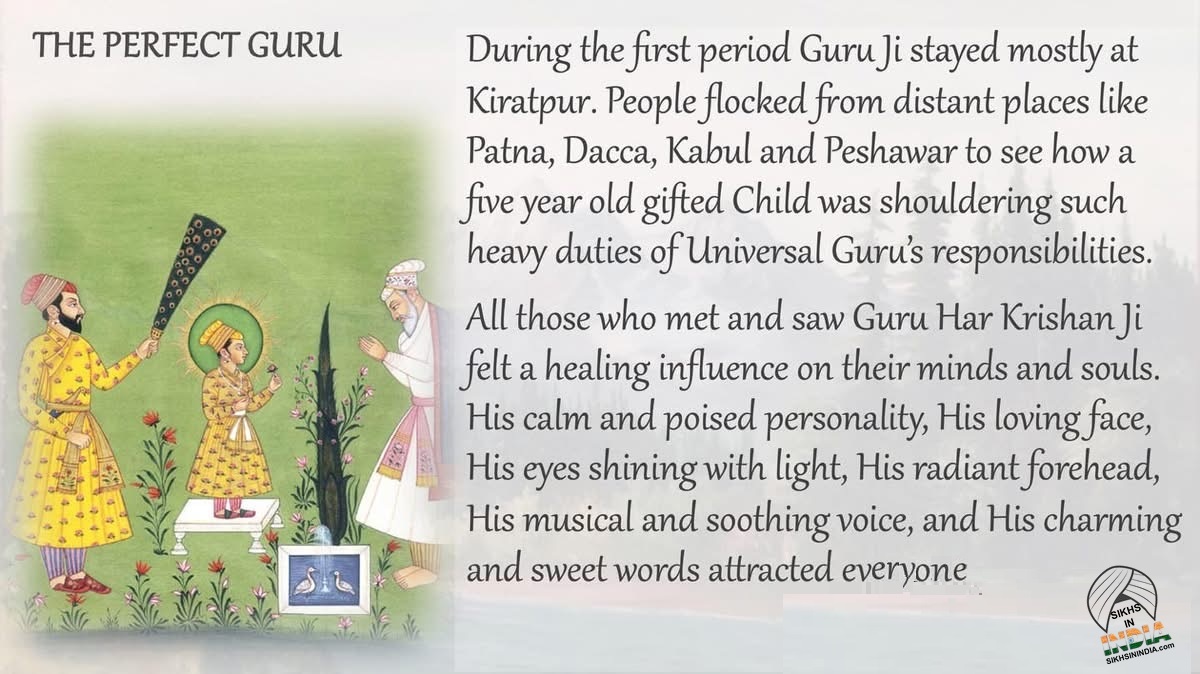 THE PERFECT GURU
During the first period Guru Ji stayed mostly at
Kiratpur. People flocked from distant places like
Patna, Dacca, Kabul and Peshawar to see how a
five year old gifted Child was shouldering such
heavy duties of Universal Guru’s responsibilities.
All those who met and saw Guru Har Krishan Ji
felt a healing influence on their minds and souls.
His calm and poised personality, His loving face,
His eyes shining with light, His radiant forehead,
His musical and soothing voice, and His charming
and sweet words attracted everyone
SIKHS
IN
INDIA
SIKHSININDIA.com